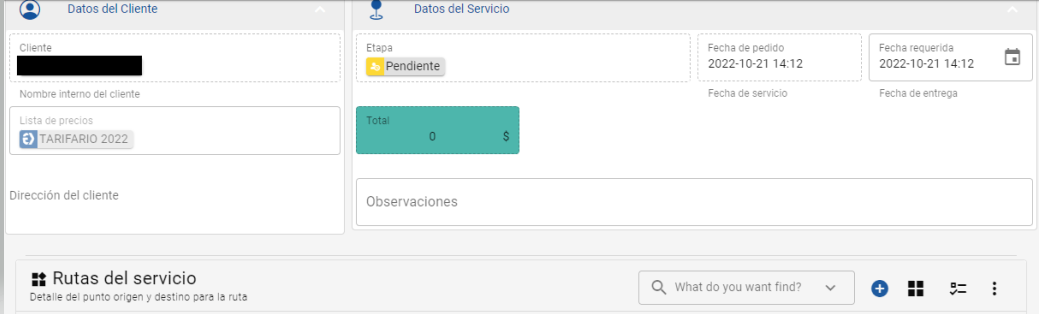 Datos del Cliente
Cliente
Nombre interno del cliente
Lista de precios
TARIFARIO 2022
Dirección del cliente
Datos del Servicio
Etapa
Pendiente
Fecha de pedido
2022-10-21 14:12
Fecha de servicio
Fecha requerida
2022-10-21 14:12
Fecha de entrega
Total
0 $
Observaciones
Rutas del servicio
Detalle del punto origen y destino para la ruta
What do you want find?